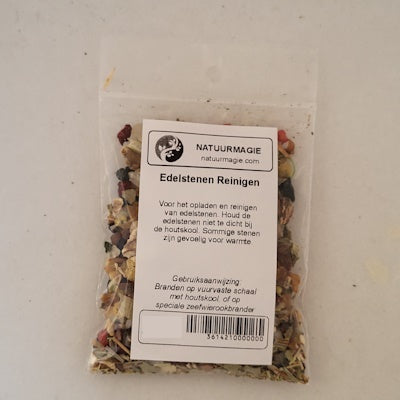 NATUURMAGIE
natuurmagie.com
Edelstenen Reinigen
Voor het opladen en reinigen
van edelstenen. Houd de
edelstenen niet te dicht bij
de houtskool. Sommige stenen
zijn gevoelig voor warmte.
Gebruiksaanwijzing:
Branden op vuurvaste schaal
met houtskool, of op
speciale zeefwierookbrander
3614210000000